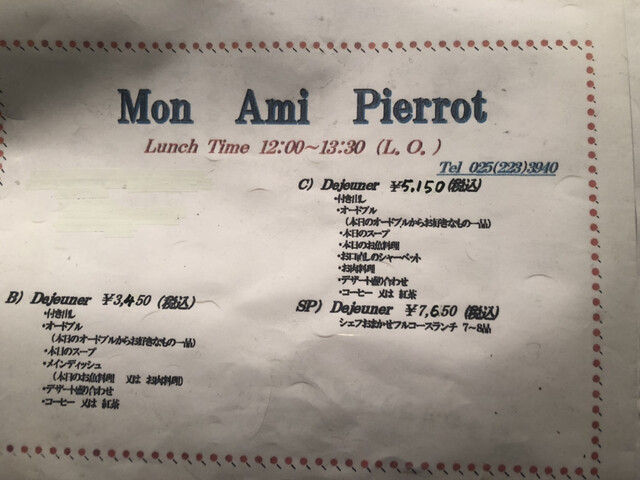 Mon Ami Pierrot
Lunch Time 12:00~13:30 (L.O.)
Tel 025(223)3940
B) Dejeuner ¥3,450 (税込)
・付き出し
・オードブル
(本日のオードブルからお好きなもの一品)
・本日のスープ
・メインディッシュ
(本日のお魚料理 又は お肉料理)
・デザート盛り合わせ
・コーヒー 又は 紅茶
C) Dejeuner ¥5,150 (税込)
・付き出し
・オードブル
(本日のオードブルからお好きなもの一品)
・本日のスープ
・本日のお魚料理
・お口直しのシャーベット
・お肉料理
・デザート盛り合わせ
・コーヒー 又は 紅茶
SP) Dejeuner ¥7,650 (税込)
シェフおまかせフルコースランチ 7~8品